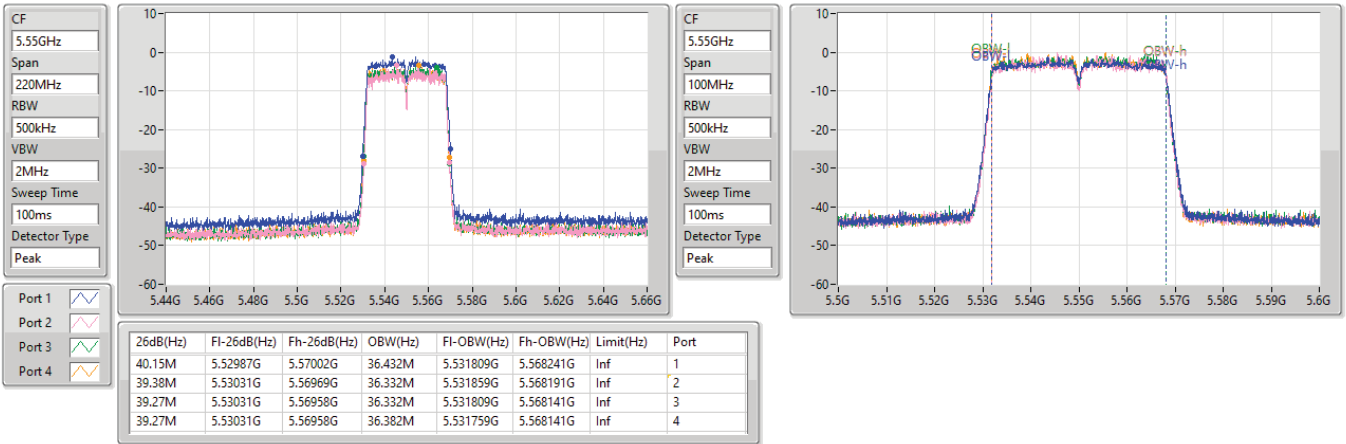 CF
5.55GHz
Span
220MHz
RBW
500kHz
VBW
2MHz
Sweep Time
100ms
Detector Type
Peak
10
0
-10
-20
-30
-40
-50
-60
5.44G 5.46G 5.48G 5.5G 5.52G 5.54G 5.56G 5.58G 5.6G 5.62G 5.64G 5.66G
CF
5.55GHz
Span
100MHz
RBW
500kHz
VBW
2MHz
Sweep Time
100ms
Detector Type
Peak
10
0
-10
-20
-30
-40
-50
-60
OBW-l OBW-h
OBW-l OBW-h
5.5G 5.51G 5.52G 5.53G 5.54G 5.55G 5.56G 5.57G 5.58G 5.59G 5.6G
Port 1
Port 2
Port 3
Port 4
26dB(Hz) Fl-26dB(Hz) Fh-26dB(Hz) OBW(Hz) Fl-OBW(Hz) Fh-OBW(Hz) Limit(Hz) Port
40.15M 5.52987G 5.57002G 36.432M 5.531809G 5.568241G Inf 1
39.38M 5.53031G 5.56969G 36.332M 5.531859G 5.568191G Inf 2
39.27M 5.53031G 5.56958G 36.332M 5.531809G 5.568141G Inf 3
39.27M 5.53031G 5.56958G 36.382M 5.531759G 5.568141G Inf 4